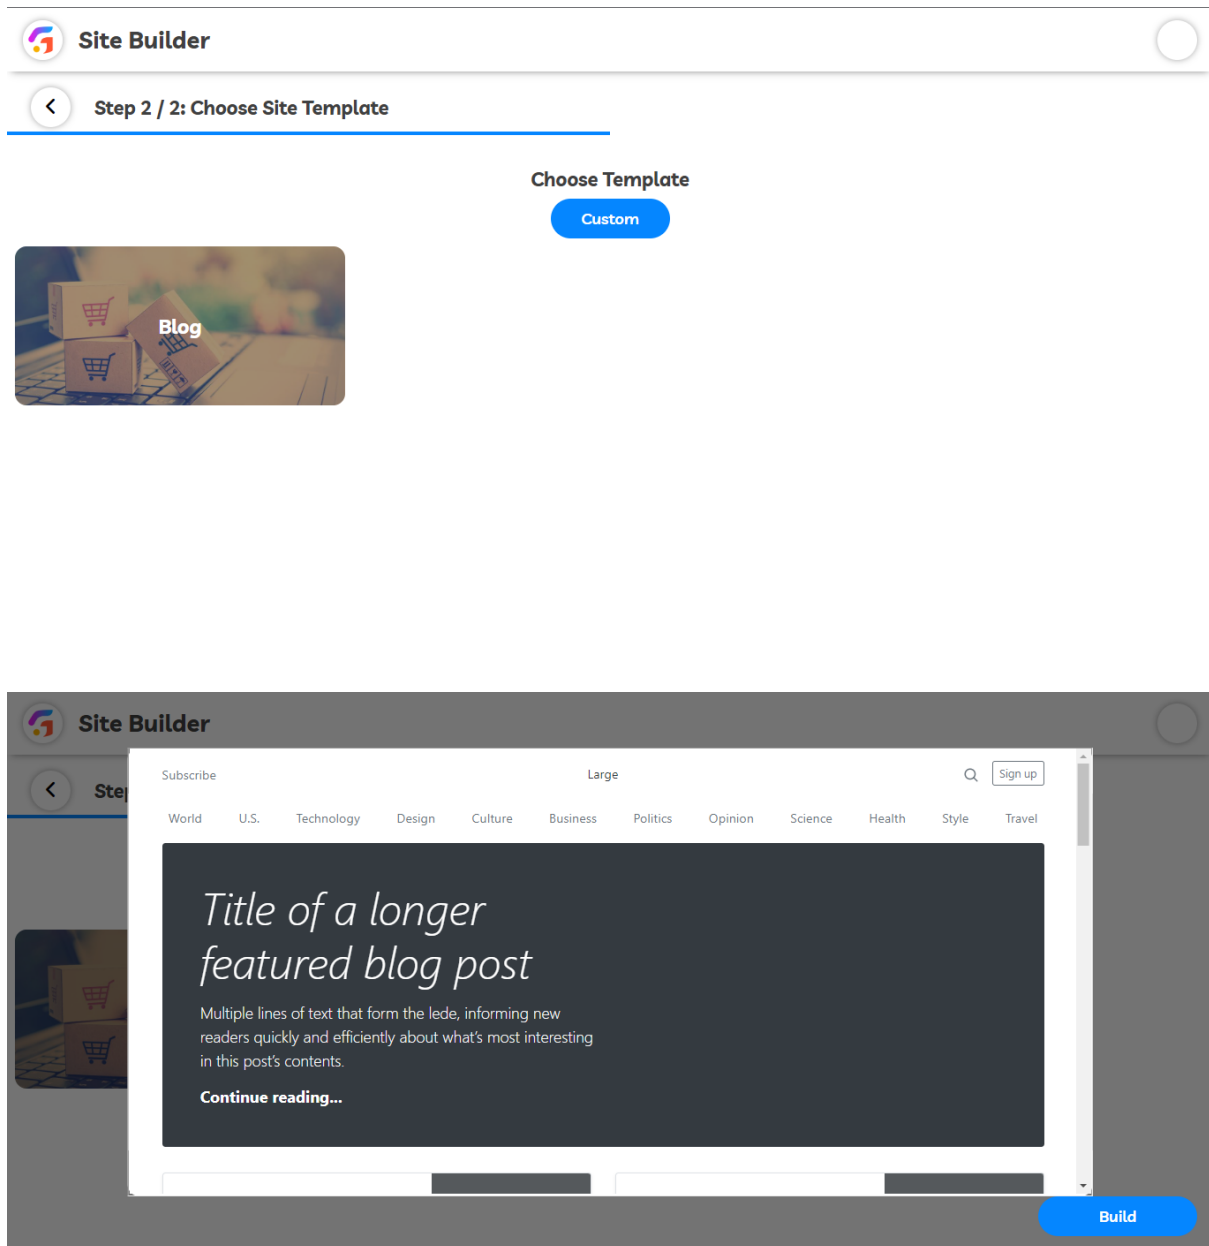 Site Builder
Step 2 / 2: Choose Site Template
Choose Template
Custom
Blog
Site Builder
Step
Subscribe
Large
Sign up
World U.S. Technology Design Culture Business Politics Opinion Science Health Style Travel
Title of a longer
featured blog post
Multiple lines of text that form the lede, informing new
readers quickly and efficiently about what's most interesting
in this post's contents.
Continue reading...
Build